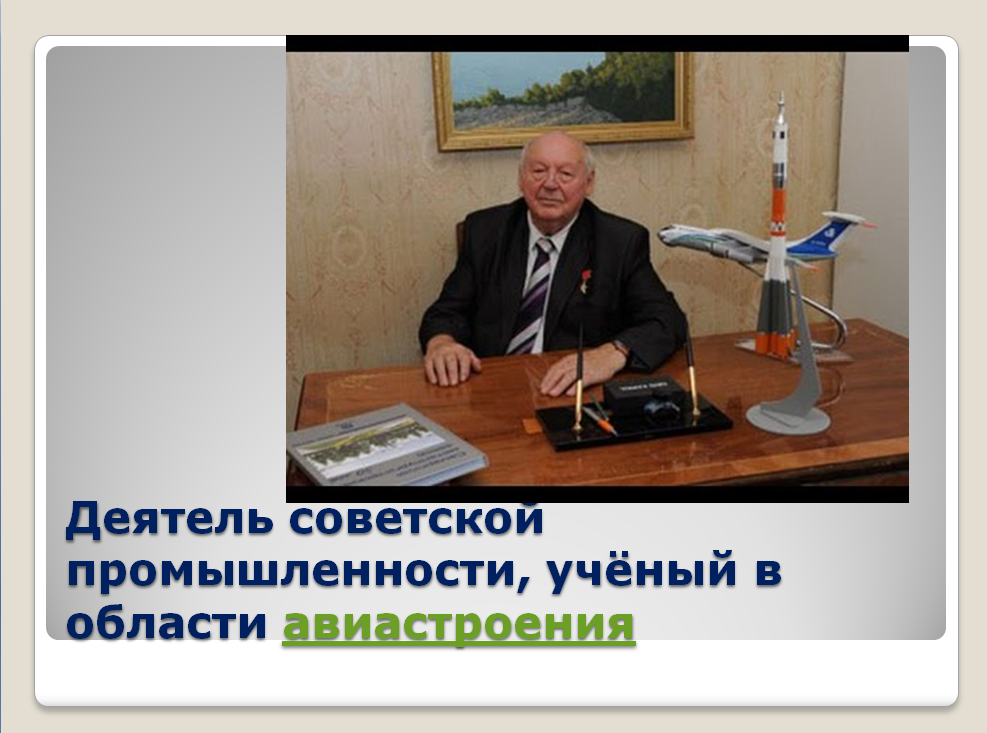 Деятель советской
промышленности, учёный в
области авиастроения